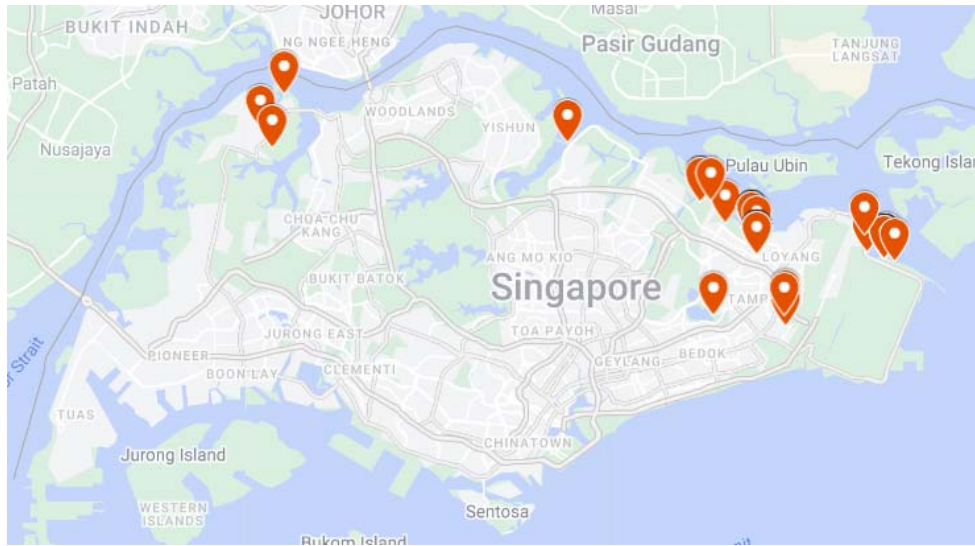 JOHOR
BUKIT INDAH
Masai
NG NGEE HENG
Pasir Gudang
TANJUNG
LANGSAT
Patah
WOODLANDS
YISHUN
Nusajaya
Pulau Ubin
Tekong Islan
CHOA CHU
KANG
ANG MO KIO
LOYANG
BUKIT BATOK
Singapore
TAMP
JURONG EAST
TOA PAYOH
PIONEER
GEYLANG
BEDOK
BOON LAY
CLEMENTI
or Strait
TUAS
CHINATOWN
Jurong Island
WESTERN
ISLANDS
Sentosa
Bukom Island